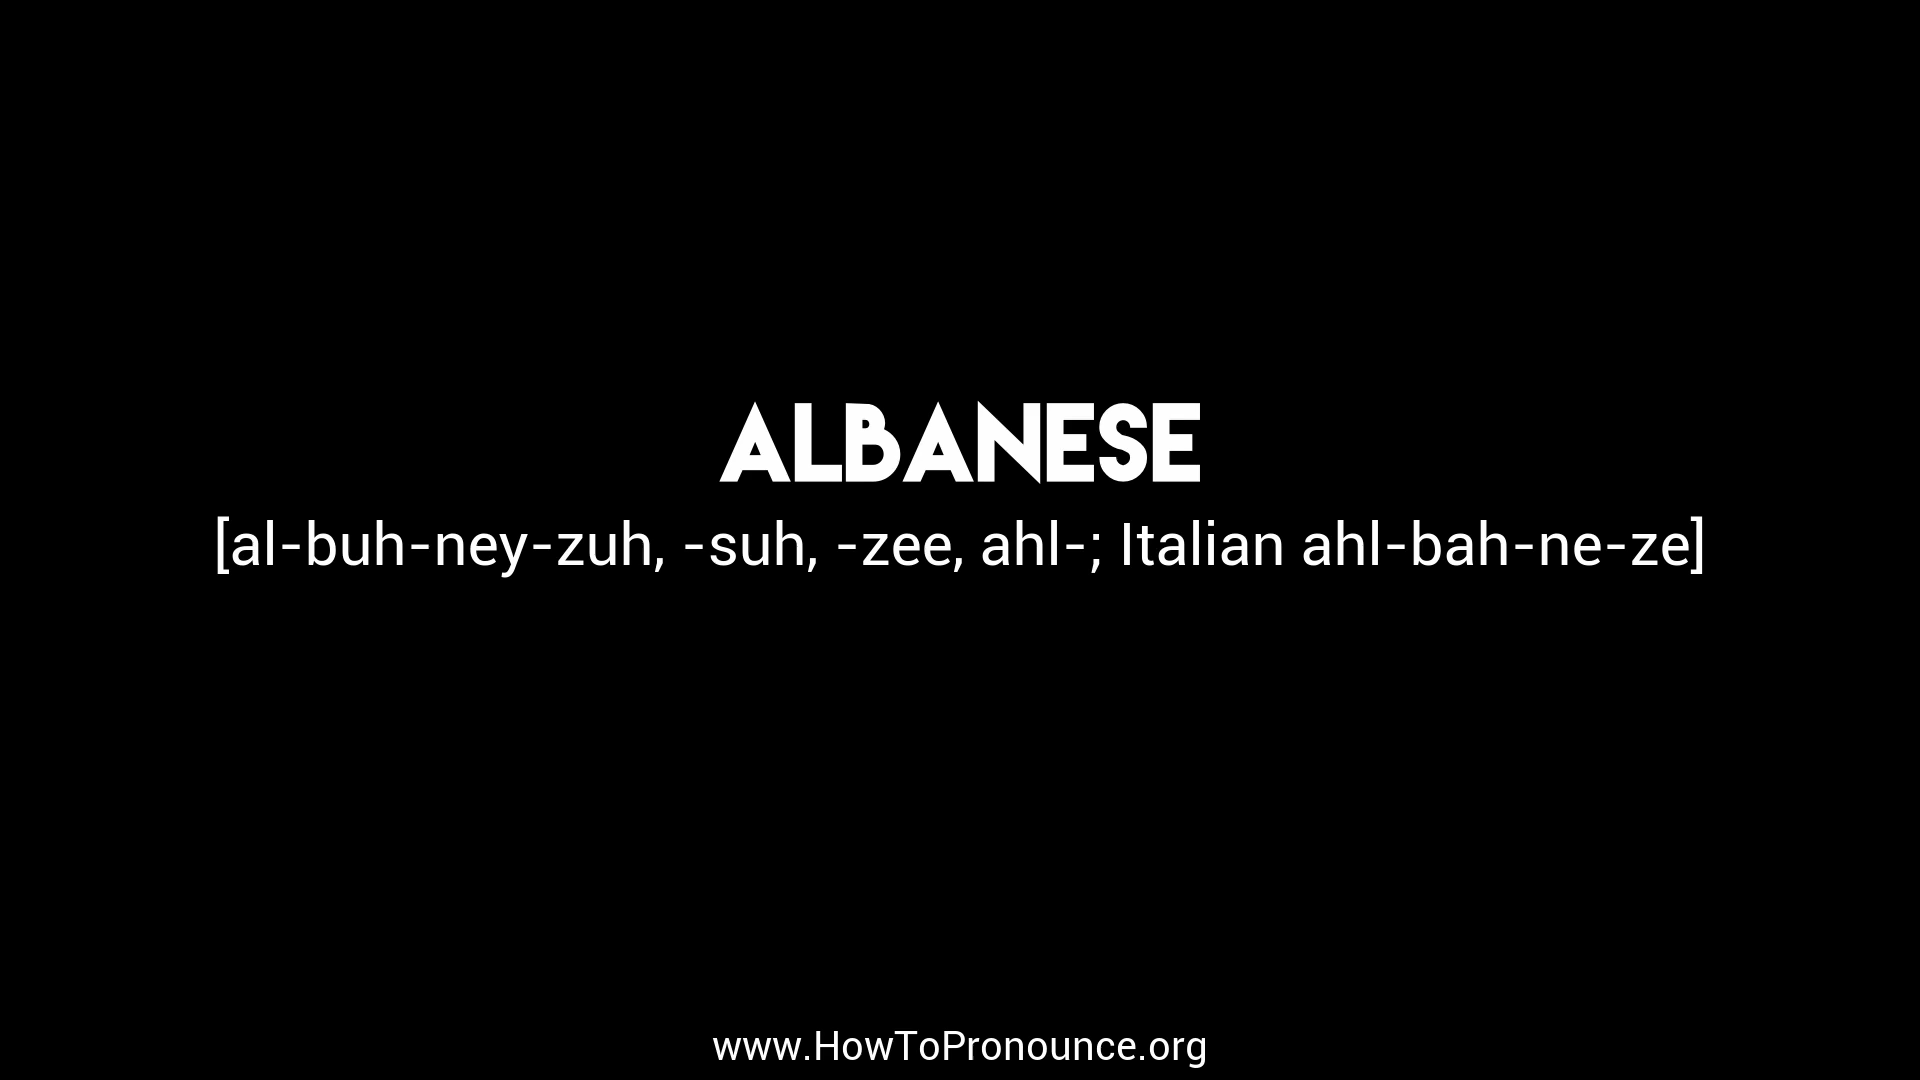 ALBANESE
[al-buh-ney-zuh, -suh, -zee, ahl-; Italian ahl-bah-ne-ze]
www.HowToPronounce.org